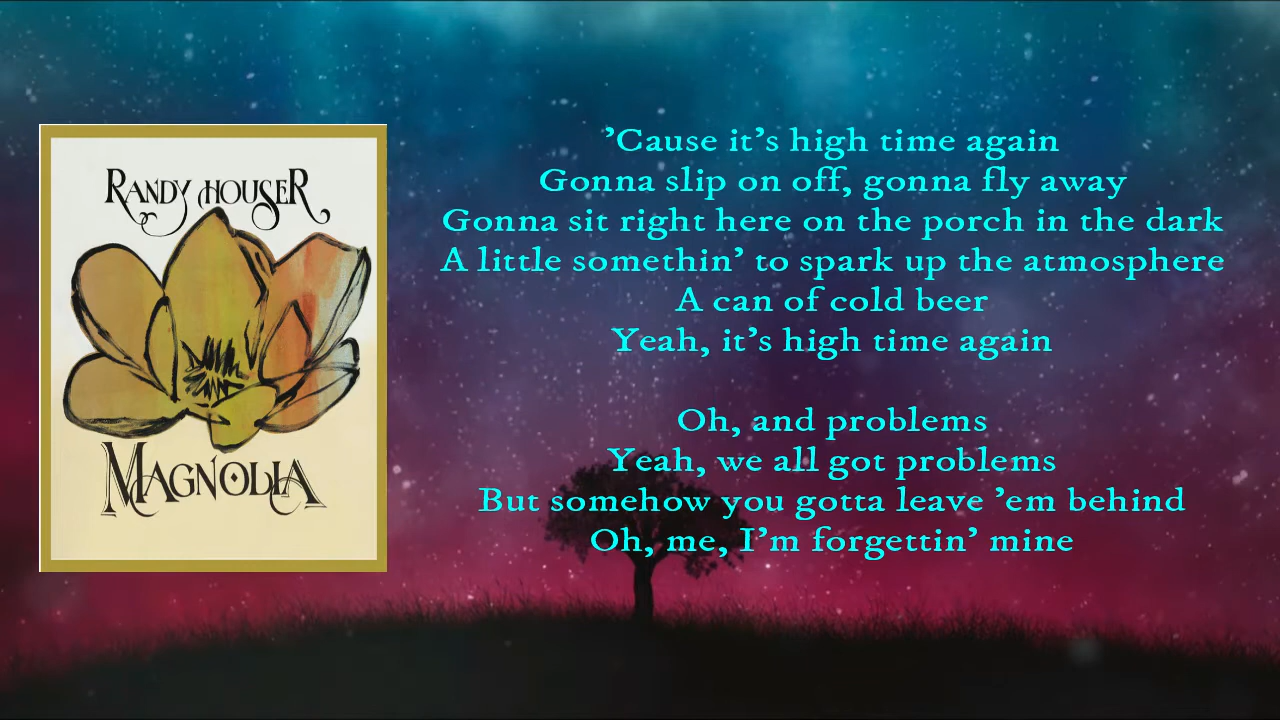 RANDY HOUSER
MAGNOLIA
’Cause it’s high time again
Gonna slip on off, gonna fly away
Gonna sit right here on the porch in the dark
A little somethin’ to spark up the atmosphere
A can of cold beer
Yeah, it’s high time again
Oh, and problems
Yeah, we all got problems
But somehow you gotta leave ’em behind
Oh, me, I’m forgettin’ mine